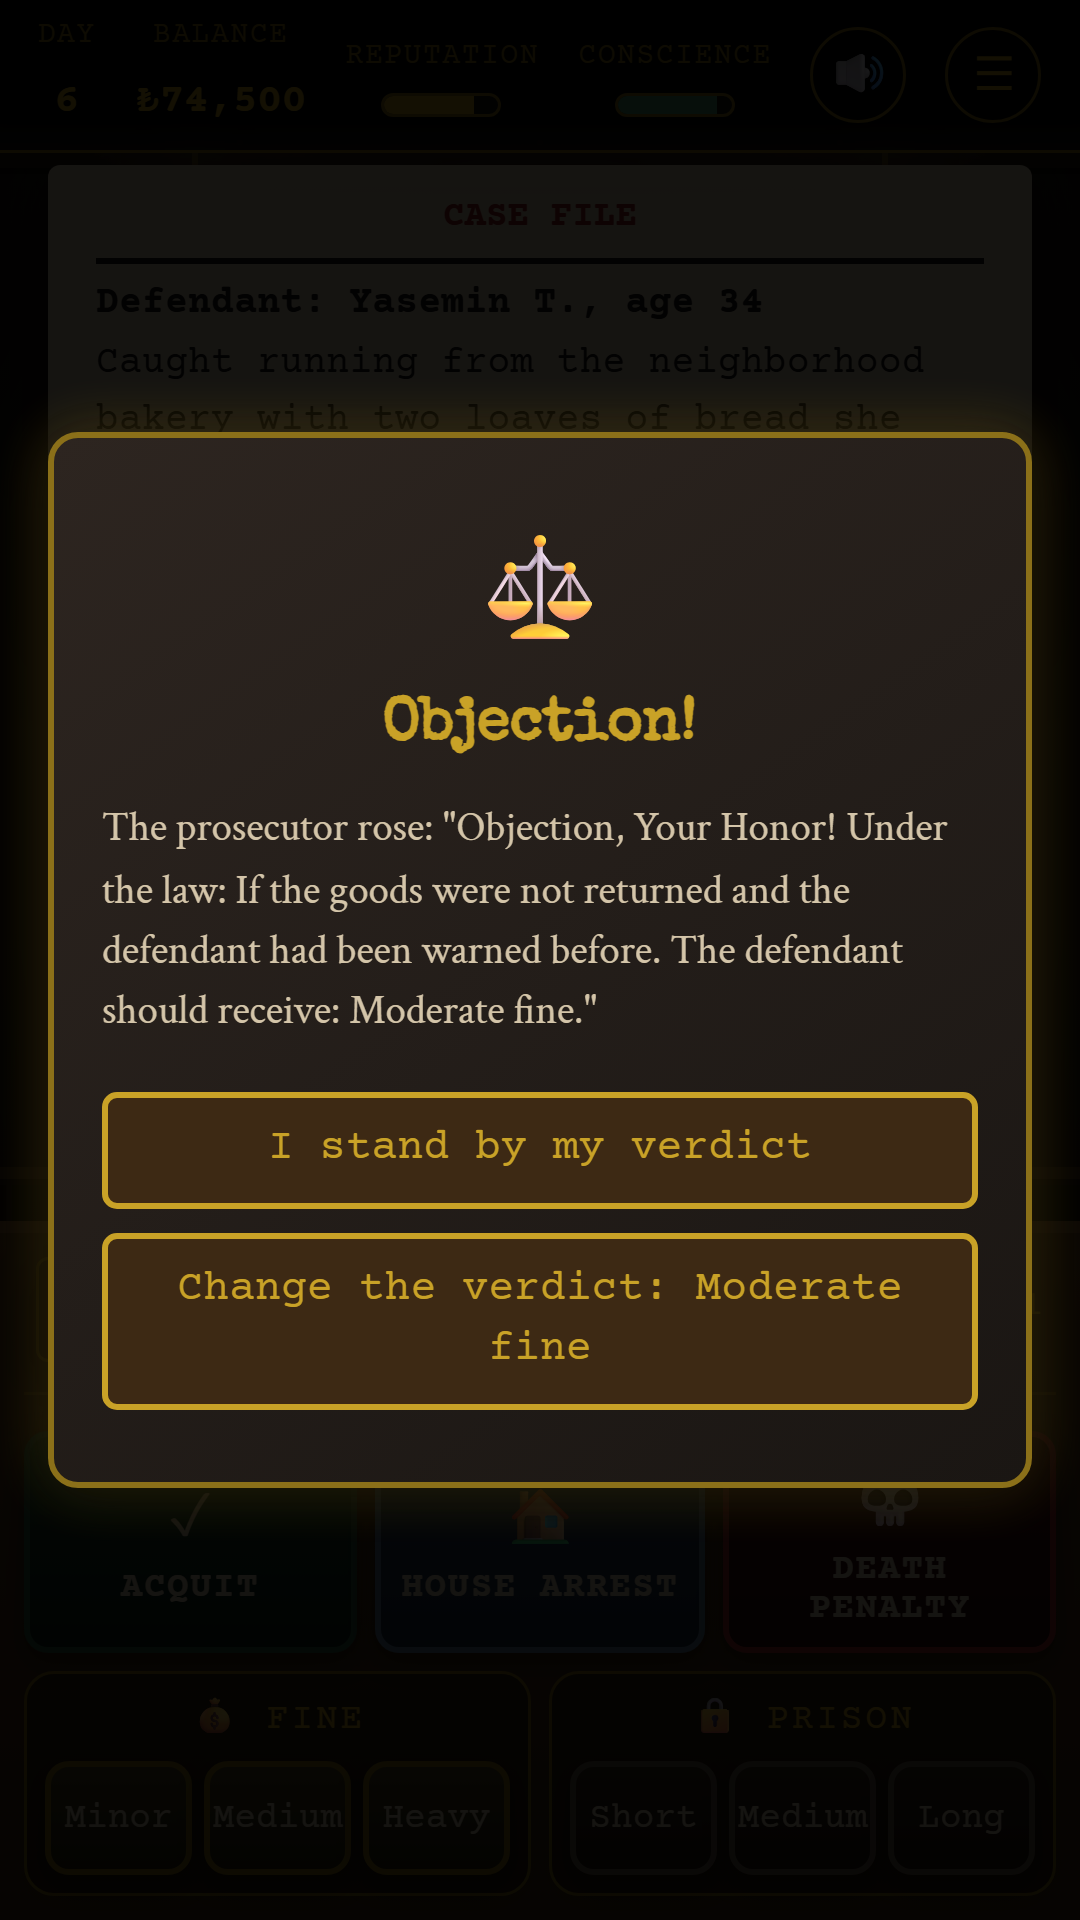 DAY BALANCE
REPUTATION CONSCIENCE
6 ₺74,500
CASE FILE
Defendant: Yasemin T., age 34
Caught running from the neighborhood
bakery with two loaves of bread she
Objection!
The prosecutor rose: "Objection, Your Honor! Under
the law: If the goods were not returned and the
defendant had been warned before. The defendant
should receive: Moderate fine."
I stand by my verdict
Change the verdict: Moderate
fine
ACQUIT
HOUSE ARREST
DEATH
PENALTY
FINE
PRISON
Minor Medium Heavy
Short Medium Long